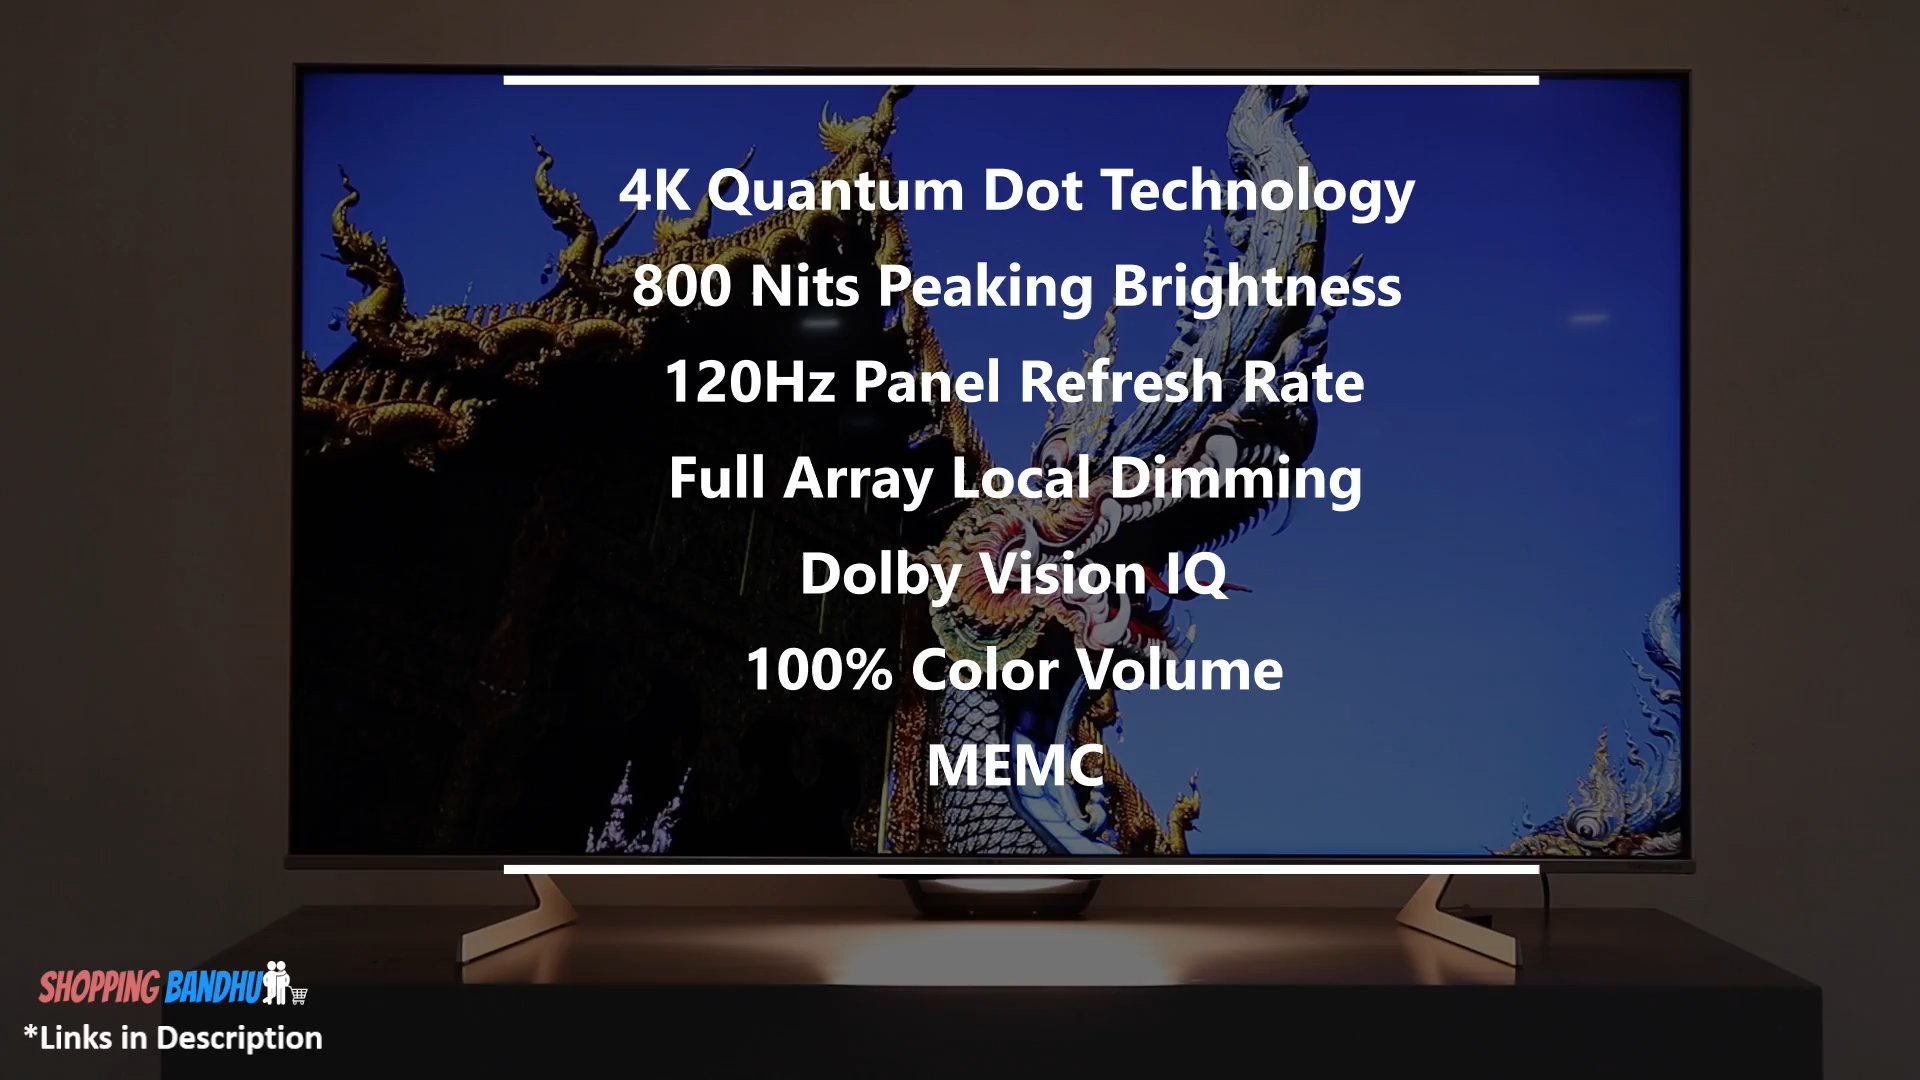 4K Quantum Dot Technology
800 Nits Peaking Brightness
120Hz Panel Refresh Rate
Full Array Local Dimming
Dolby Vision IQ
100% Color Volume
MEMC
SHOPPING BANDHU
*Links in Description